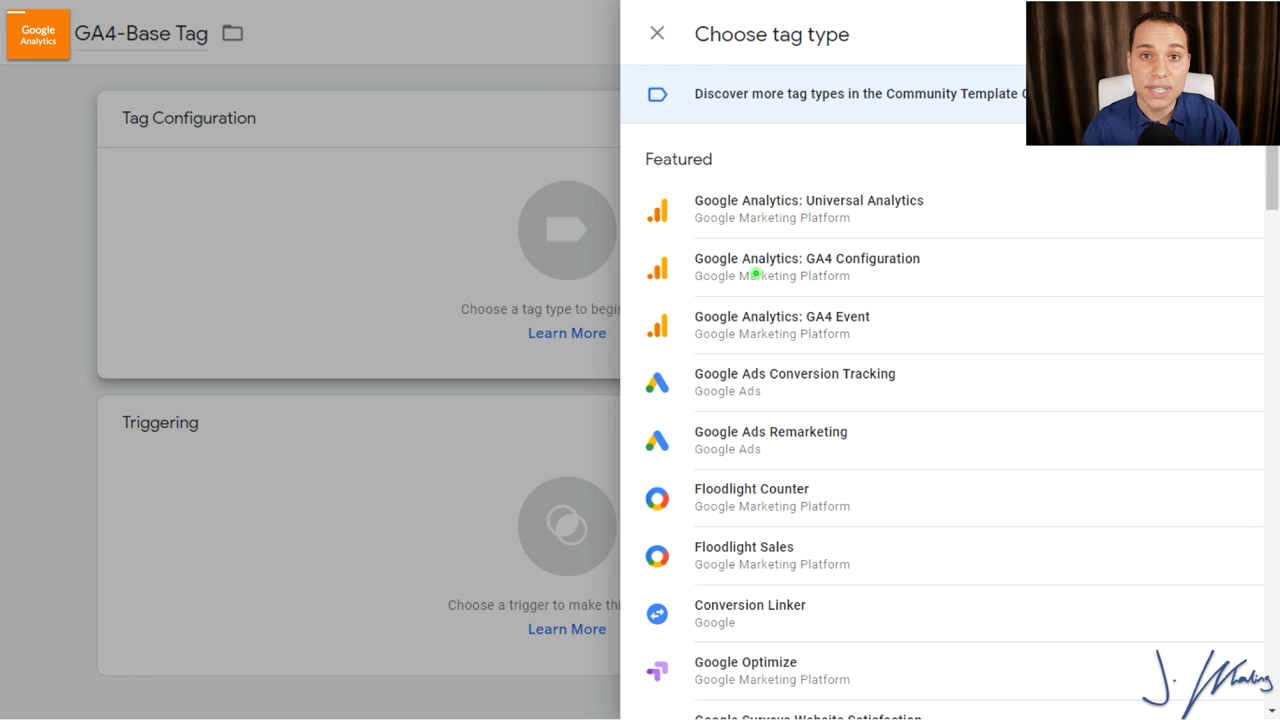 Google
Analytics
GA4-Base Tag
Tag Configuration
Choose a tag type to begi
Learn More
Triggering
Choose a trigger to make thi
Learn More
Choose tag type
Discover more tag types in the Community Template
Featured
Google Analytics: Universal Analytics
Google Marketing Platform
Google Analytics: GA4 Configuration
Google Marketing Platform
Google Analytics: GA4 Event
Google Marketing Platform
Google Ads Conversion Tracking
Google Ads
Google Ads Remarketing
Google Ads
Floodlight Counter
Google Marketing Platform
Floodlight Sales
Google Marketing Platform
Conversion Linker
Google
Google Optimize
Google Marketing Platform
Google Surveys Website Satisfaction